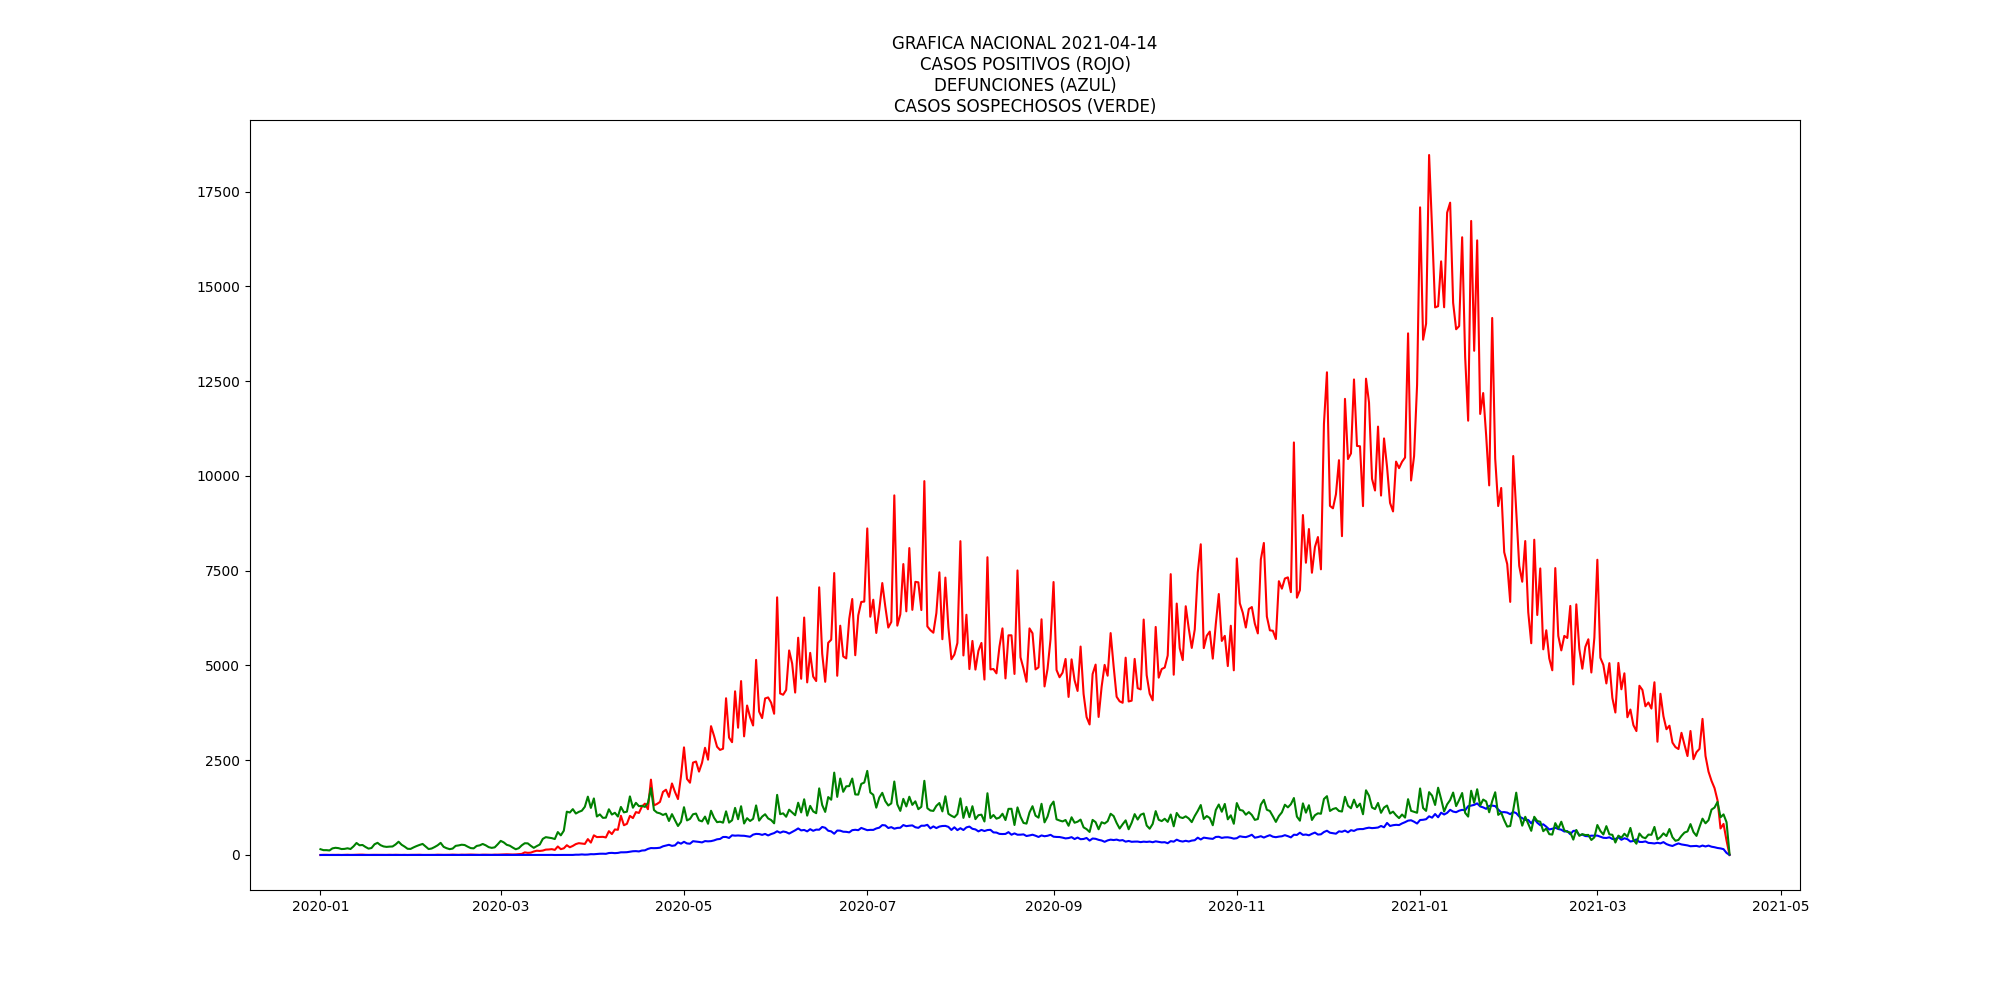 GRAFICA NACIONAL 2021-04-14
CASOS POSITIVOS (ROJO)
DEFUNCIONES (AZUL)
CASOS SOSPECHOSOS (VERDE)
17500
15000
12500
10000
7500
5000
2500
0
2020-01 2020-03 2020-05 2020-07 2020-09 2020-11 2021-01 2021-03 2021-05